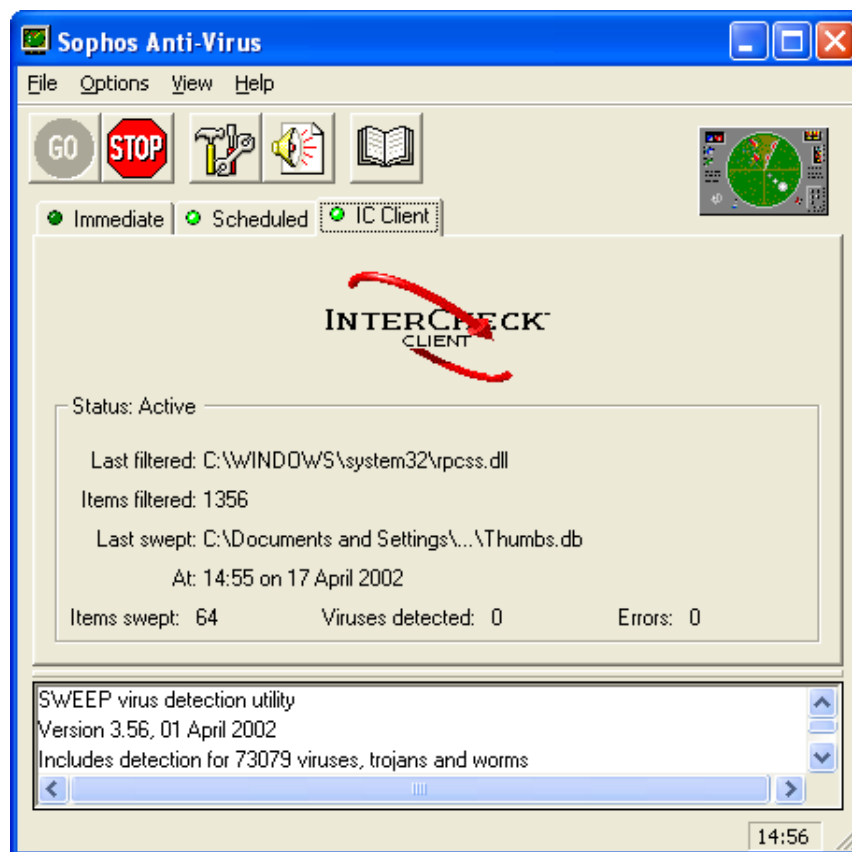 Sophos Anti-Virus
File Options View Help
GO STOP
Immediate Scheduled IC Client
INTERCHECK™
CLIENT
Status: Active
Last filtered: C:\WINDOWS\system32\rpcss.dll
Items filtered: 1356
Last swept: C:\Documents and Settings\...\Thumbs.db
At: 14:55 on 17 April 2002
Items swept: 64 Viruses detected: 0 Errors: 0
SWEEP virus detection utility
Version 3.56, 01 April 2002
Includes detection for 73079 viruses, trojans and worms
14:56